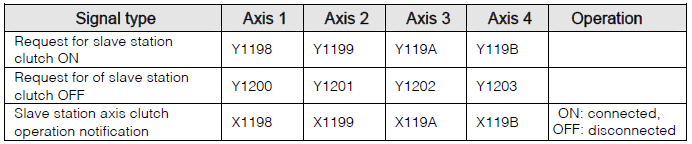 Signal type Axis 1 Axis 2 Axis 3 Axis 4 Operation
Request for slave station
clutch ON
Y1198 Y1199 Y119A Y119B
Request for of slave station
clutch OFF
Y1200 Y1201 Y1202 Y1203
Slave station axis clutch
operation notification
X1198 X1199 X119A X119B
ON: connected,
OFF: disconnected